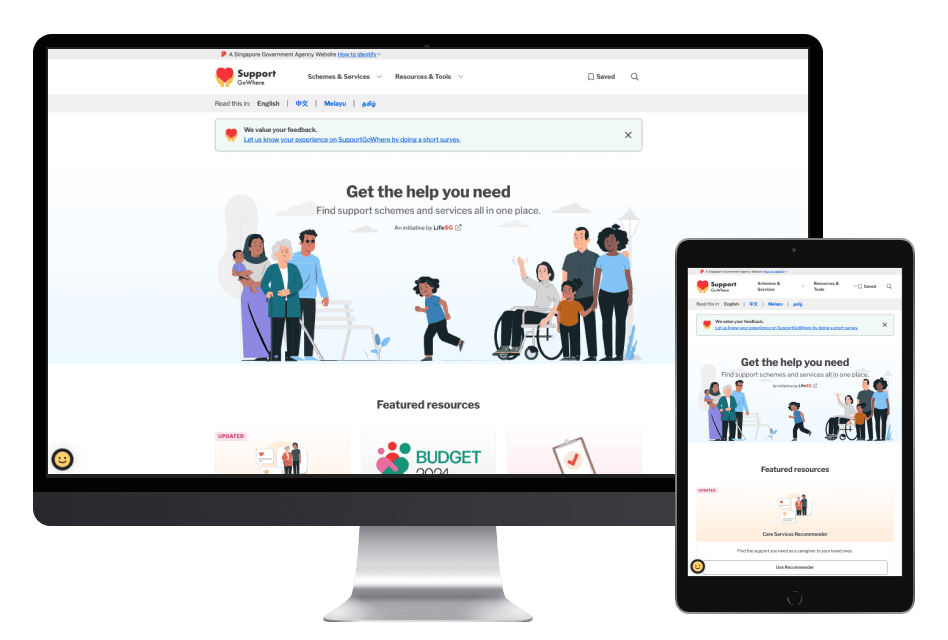 A Singapore Government Agency Website How to identify
Support
GoWhere
Schemes & Services
Resources & Tools
Saved
Read this in: English | 中文 | Melayu | தமிழ்
We value your feedback.
Let us know your experience on SupportGoWhere by doing a short survey.
Get the help you need
Find support schemes and services all in one place.
An initiative by LifeSG
Featured resources
UPDATED
BUDGET
2024
A Singapore Government Agency Website How to identify
Support
GoWhere
Schemes &
Services
Resources &
Tools
Saved
Read this in: English | 中文 | Melayu | தமிழ்
We value your feedback.
Let us know your experience on SupportGoWhere by doing a short survey.
Get the help you need
Find support schemes and services all in one place.
An initiative by LifeSG
Featured resources
UPDATED
Care Services Recommender
Find the support you need as a caregiver to your loved ones.
Use Recommender